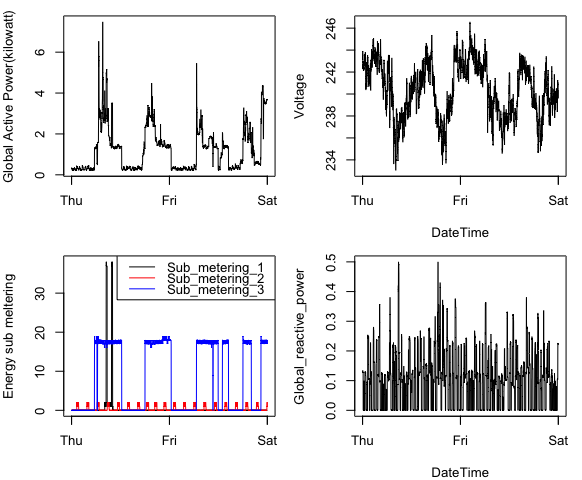 Global Active Power(kilowatt)
0 2 4 6
Thu Fri Sat
Voltage
234 238 242 246
Thu Fri Sat
DateTime
Energy sub meltering
0 10 20 30
Sub_metering_1
Sub_metering_2
Sub_metering_3
Thu Fri Sat
Global_reactive_power
0.0 0.1 0.2 0.3 0.4 0.5
Thu Fri Sat
DateTime